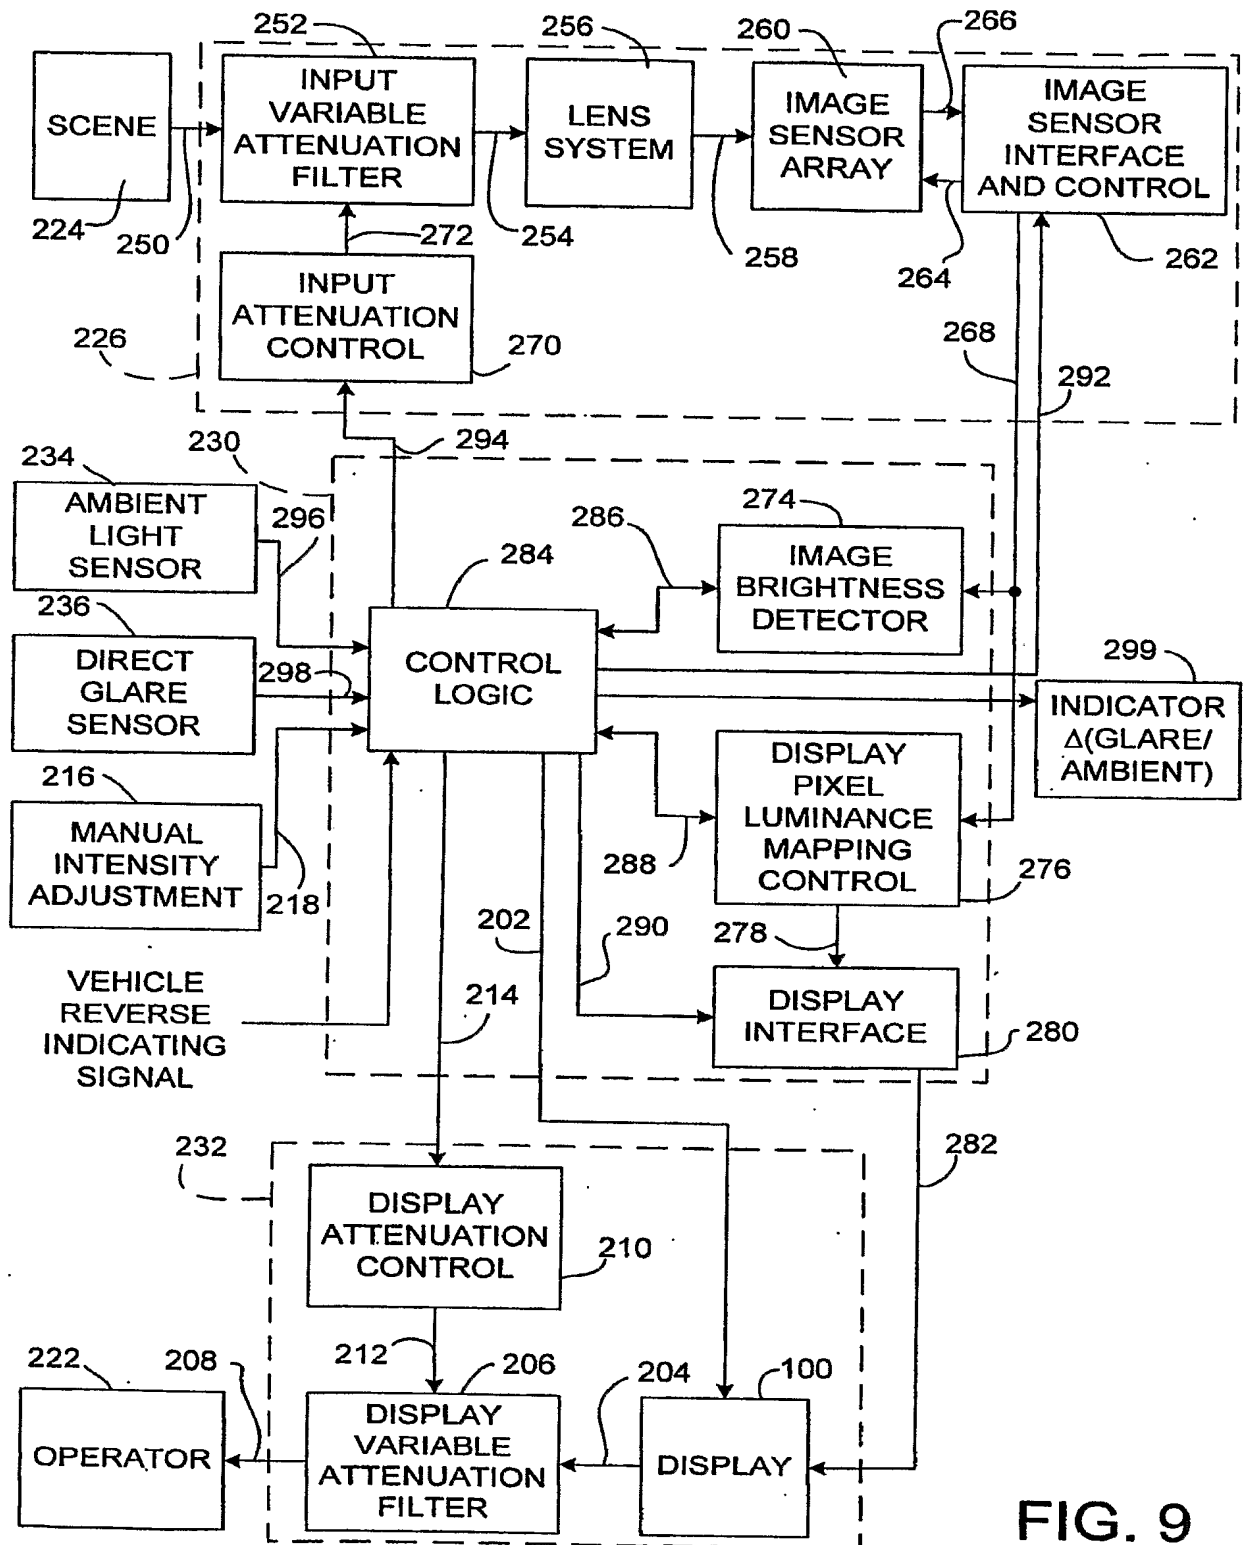 252
256
260
266
SCENE
INPUT
VARIABLE
ATTENUATION
FILTER
LENS
SYSTEM
IMAGE
SENSOR
ARRAY
IMAGE
SENSOR
INTERFACE
AND CONTROL
224
250
272
254
258
264
262
INPUT
ATTENUATION
CONTROL
226
270
268
292
294
230
234
AMBIENT
LIGHT
SENSOR
296
286
274
IMAGE
BRIGHTNESS
DETECTOR
284
236
DIRECT
GLARE
SENSOR
298
CONTROL
LOGIC
299
INDICATOR
Δ(GLARE/
AMBIENT)
216
MANUAL
INTENSITY
ADJUSTMENT
218
DISPLAY
PIXEL
LUMINANCE
MAPPING
CONTROL
288
276
202
290
278
VEHICLE
REVERSE
INDICATING
SIGNAL
214
DISPLAY
INTERFACE
280
232
282
DISPLAY
ATTENUATION
CONTROL
210
212
222
208
206
204
100
OPERATOR
DISPLAY
VARIABLE
ATTENUATION
FILTER
DISPLAY
FIG. 9